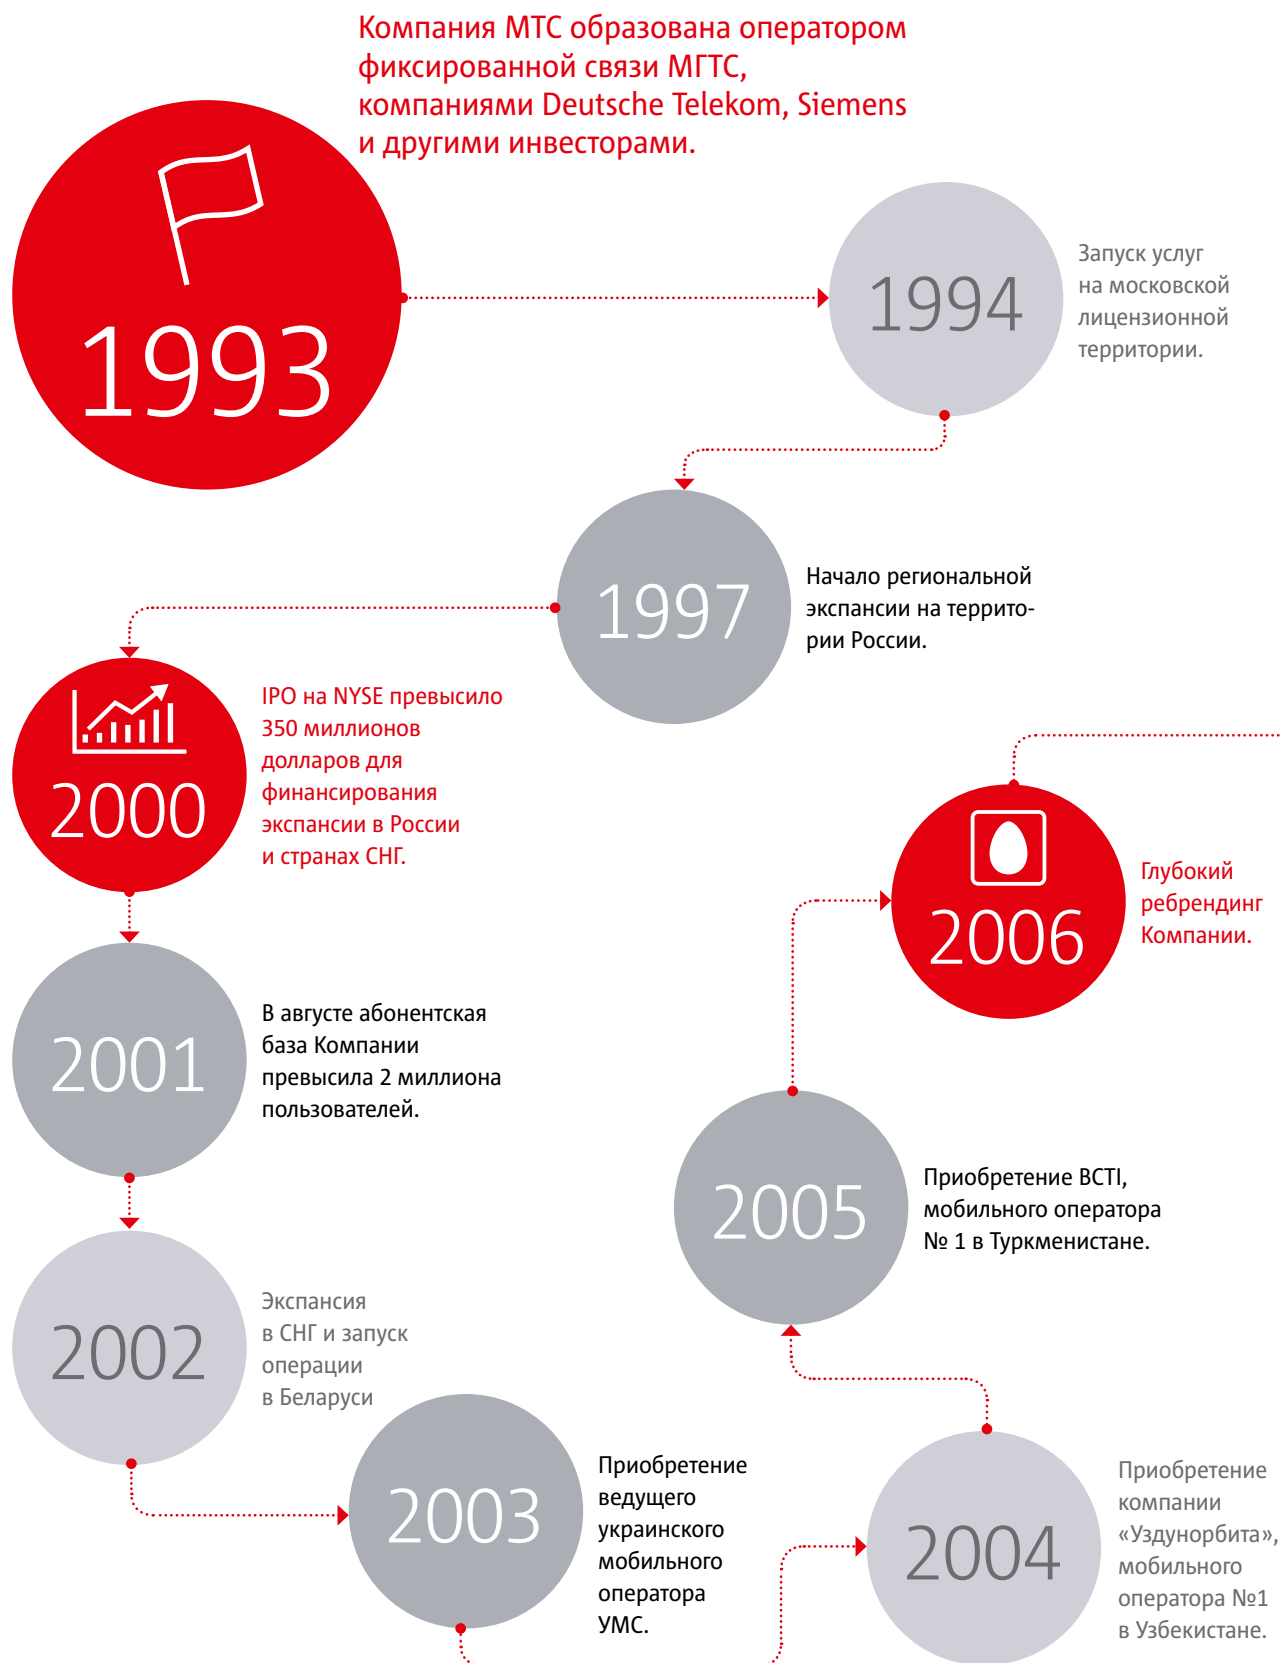 Компания МТС образована оператором
фиксированной связи МГТС,
компаниями Deutsche Telekom, Siemens
и другими инвесторами.
1993
1994
Запуск услуг
на московской
лицензионной
территории.
1997
Начало региональной
экспансии на террито-
рии России.
2000
IPO на NYSE превысило
350 миллионов
долларов для
финансирования
экспансии в России
и странах СНГ.
2001
В августе абонентская
база Компании
превысила 2 миллиона
пользователей.
2002
Экспансия
в СНГ и запуск
операции
в Беларуси
2003
Приобретение
ведущего
украинского
мобильного
оператора
УМС.
2004
Приобретение
компании
«Уздунорбита»,
мобильного
оператора №1
в Узбекистане.
2005
Приобретение BCTI,
мобильного оператора
№ 1 в Туркменистане.
2006
Глубокий
ребрендинг
Компании.